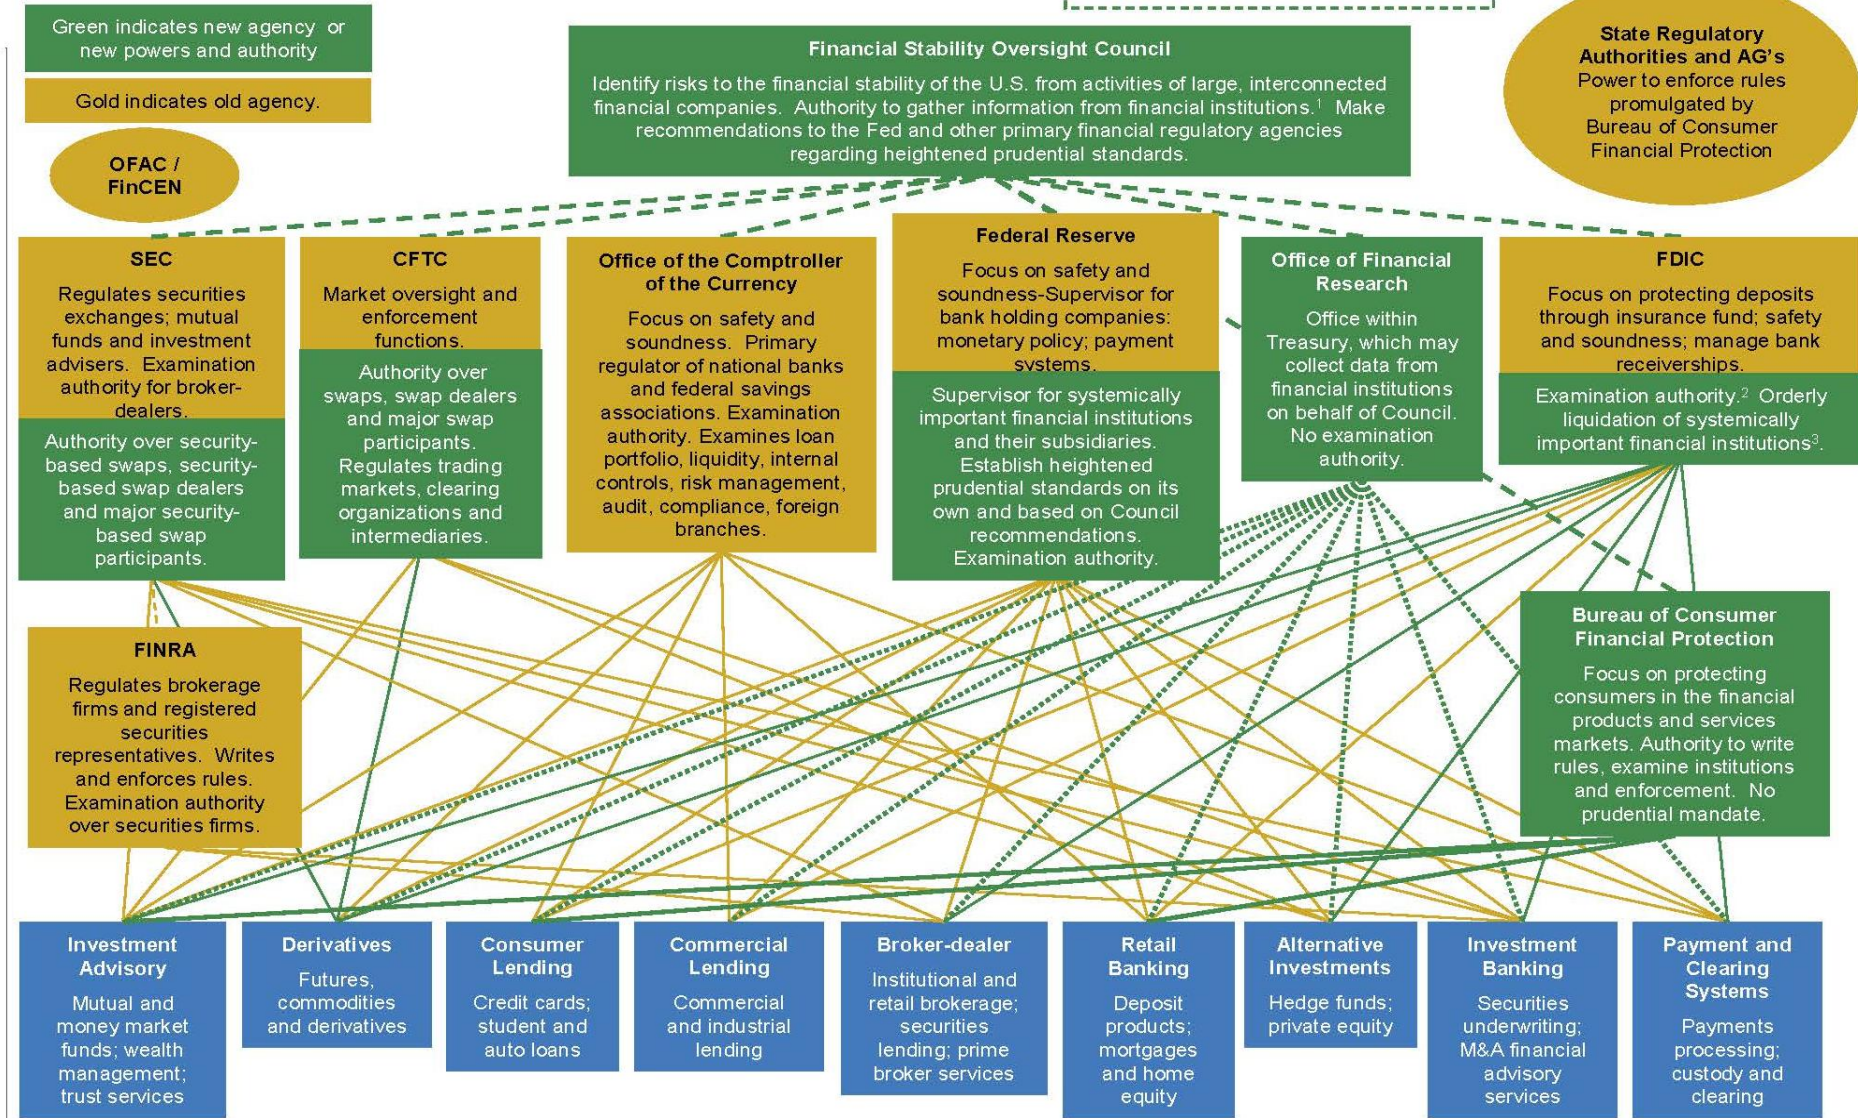 Green indicates new agency or
new powers and authority
Gold indicates old agency.
OFAC /
FinCEN
Financial Stability Oversight Council
Identify risks to the financial stability of the U.S. from activities of large, interconnected
financial companies. Authority to gather information from financial institutions.¹ Make
recommendations to the Fed and other primary financial regulatory agencies
regarding heightened prudential standards.
State Regulatory
Authorities and AG's
Power to enforce rules
promulgated by
Bureau of Consumer
Financial Protection
SEC
Regulates securities
exchanges; mutual
funds and investment
advisers. Examination
authority for broker-
dealers.
Authority over security-
based swaps, security-
based swap dealers
and major security-
based swap
participants.
CFTC
Market oversight and
enforcement
functions.
Authority over
swaps, swap dealers
and major swap
participants.
Regulates trading
markets, clearing
organizations and
intermediaries.
Office of the Comptroller
of the Currency
Focus on safety and
soundness. Primary
regulator of national banks
and federal savings
associations. Examination
authority. Examines loan
portfolio, liquidity, internal
controls, risk management,
audit, compliance, foreign
branches.
Federal Reserve
Focus on safety and
soundness-Supervisor for
bank holding companies:
monetary policy; payment
systems.
Supervisor for systemically
important financial institutions
and their subsidiaries.
Establish heightened
prudential standards on its
own and based on Council
recommendations.
Examination authority.
Office of Financial
Research
Office within
Treasury, which may
collect data from
financial institutions
on behalf of Council.
No examination
authority.
FDIC
Focus on protecting deposits
through insurance fund; safety
and soundness; manage bank
receiverships.
Examination authority.² Orderly
liquidation of systemically
important financial institutions³.
FINRA
Regulates brokerage
firms and registered
securities
representatives. Writes
and enforces rules.
Examination authority
over securities firms.
Bureau of Consumer
Financial Protection
Focus on protecting
consumers in the financial
products and services
markets. Authority to write
rules, examine institutions
and enforcement. No
prudential mandate.
Investment
Advisory
Mutual and
money market
funds; wealth
management;
trust services
Derivatives
Futures,
commodities
and derivatives
Consumer
Lending
Credit cards;
student and
auto loans
Commercial
Lending
Commercial
and industrial
lending
Broker-dealer
Institutional and
retail brokerage;
securities
lending; prime
broker services
Retail
Banking
Deposit
products;
mortgages
and home
equity
Alternative
Investments
Hedge funds;
private equity
Investment
Banking
Securities
underwriting;
M&A financial
advisory
services
Payment and
Clearing
Systems
Payments
processing;
custody and
clearing